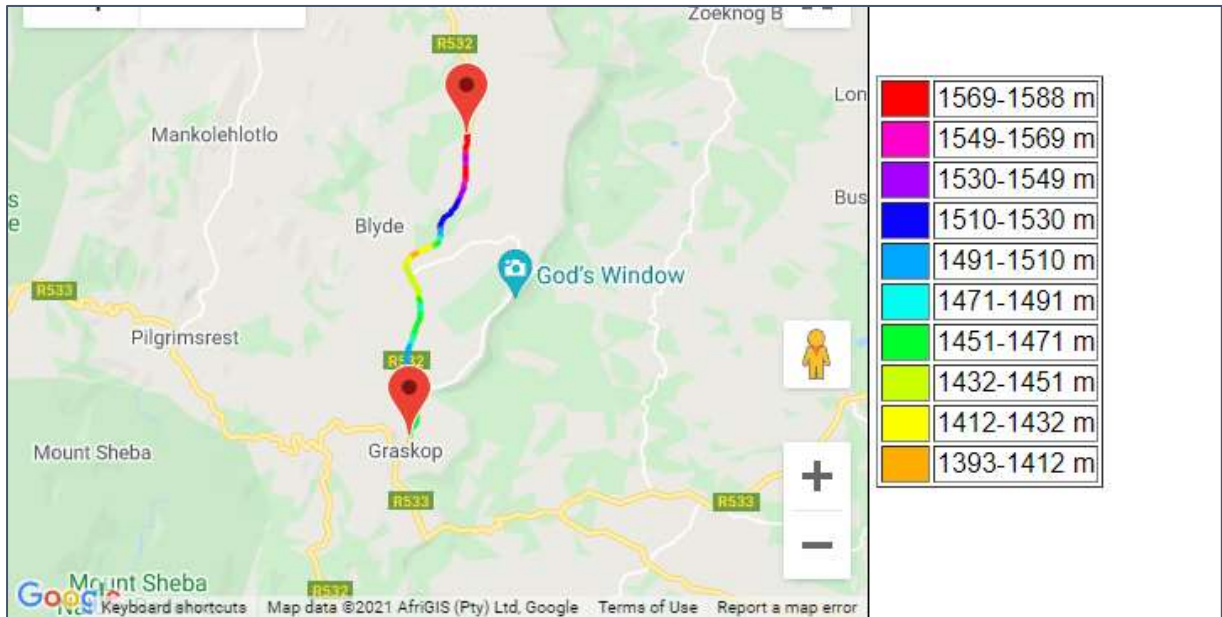 Zoeknog B
R532
Lon
Mankolehlotlo
s
e
Bus
Blyde
God's Window
R533
Pilgrimsrest
R532
Mount Sheba
Graskop
R533
R533
Mount Sheba
R532
Google
Keyboard shortcuts
Map data ©2021 AfriGIS (Pty) Ltd, Google
Terms of Use
Report a map error
1569-1588 m
1549-1569 m
1530-1549 m
1510-1530 m
1491-1510 m
1471-1491 m
1451-1471 m
1432-1451 m
1412-1432 m
1393-1412 m